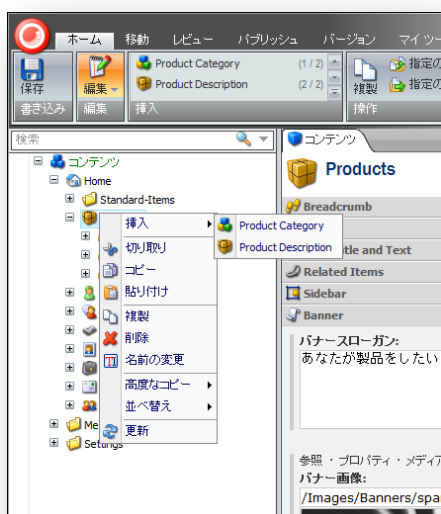 ホーム 移動 レビュー パブリッシュ バージョン マイツー
保存
書き込み
編集
編集
Product Category (1 / 2)
Product Description (2 / 2)
挿入
複製
指定の
指定の
操作
検索
コンテンツ
Home
Standard-Items
挿入
切り取り
コピー
貼り付け
複製
削除
名前の変更
高度なコピー
並べ替え
更新
Product Category
Product Description
Me
Settings
コンテンツ
Products
Breadcrumb
itle and Text
Related Items
Sidebar
Banner
バナースローガン:
あなたが製品をしたい
参照 ・ プロパティ ・ メディア
バナー画像:
/Images/Banners/spa